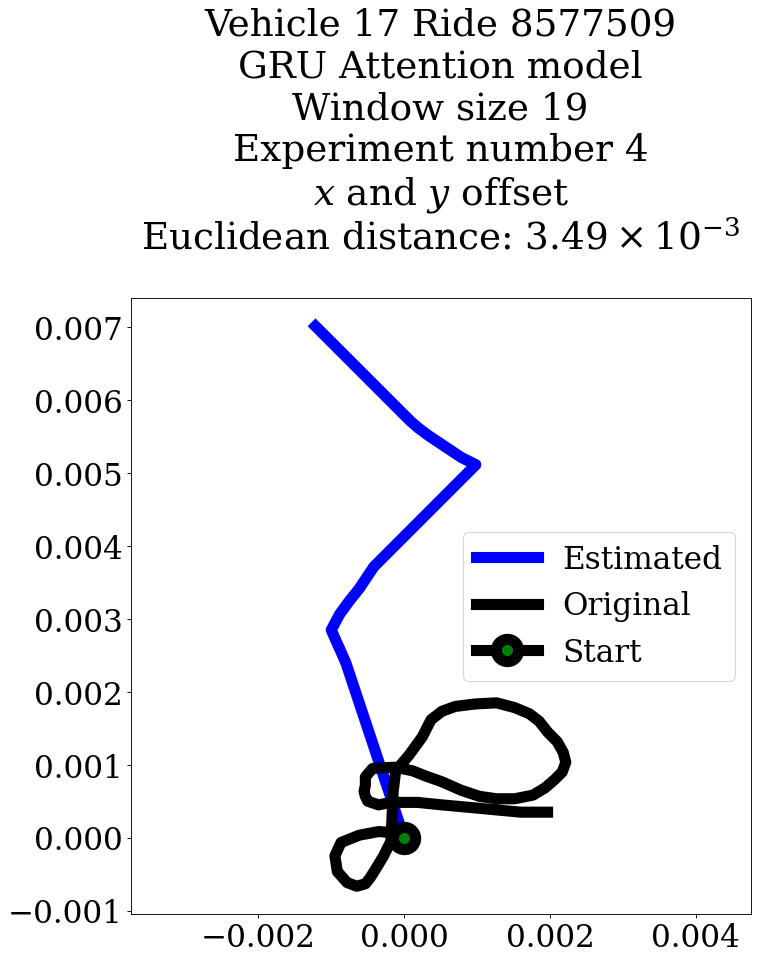 Vehicle 17 Ride 8577509
GRU Attention model
Window size 19
Experiment number 4
x and y offset
Euclidean distance: 3.49 × 10⁻³
0.007
0.006
0.005
0.004
0.003
0.002
0.001
0.000
−0.001
Estimated
Original
Start
−0.002 0.000 0.002 0.004